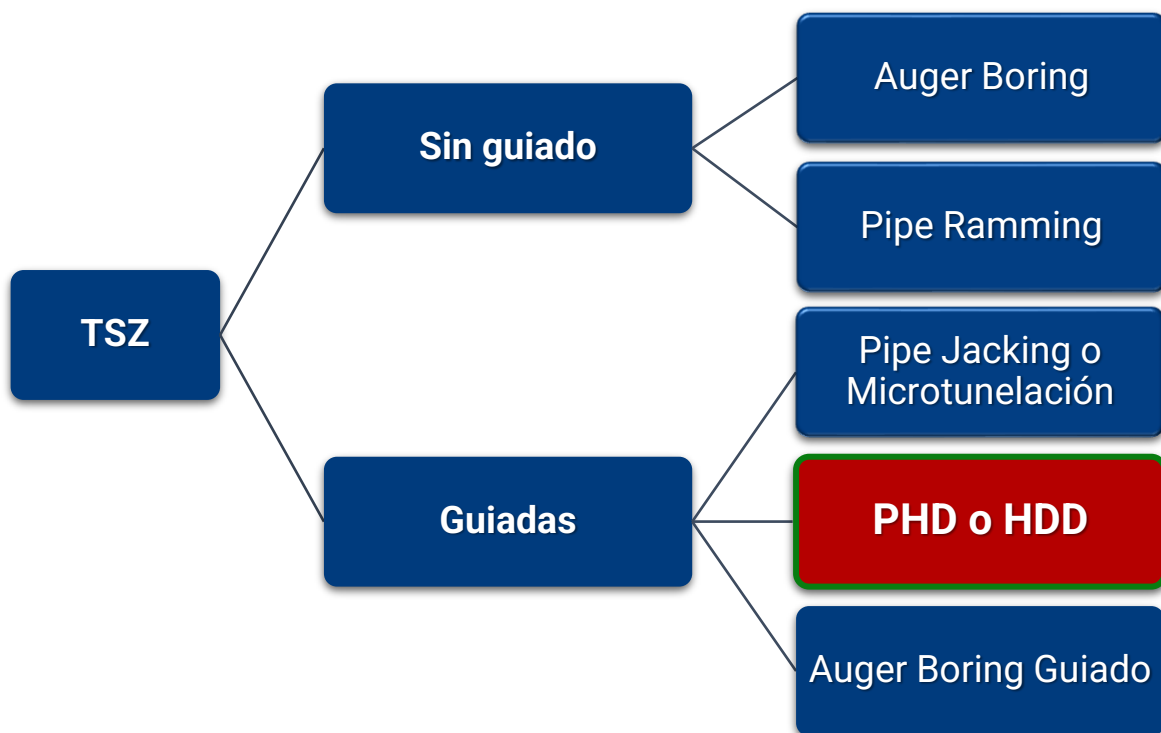 TSZ
Sin guiado
Auger Boring
Pipe Ramming
Guiadas
Pipe Jacking o
Microtunelación
PHD o HDD
Auger Boring Guiado